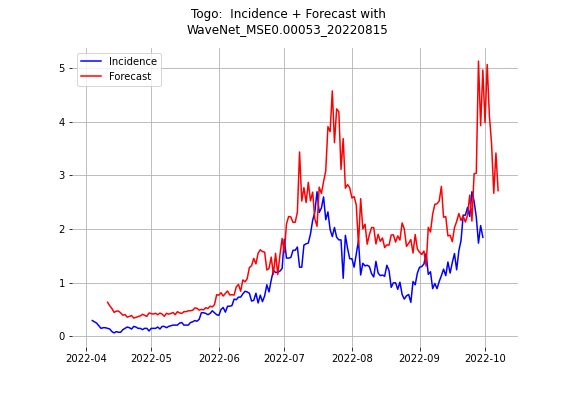 Togo:  Incidence + Forecast with
WaveNet_MSE0.00053_20220815
Incidence
Forecast
5
4
3
2
1
0
2022-04 2022-05 2022-06 2022-07 2022-08 2022-09 2022-10